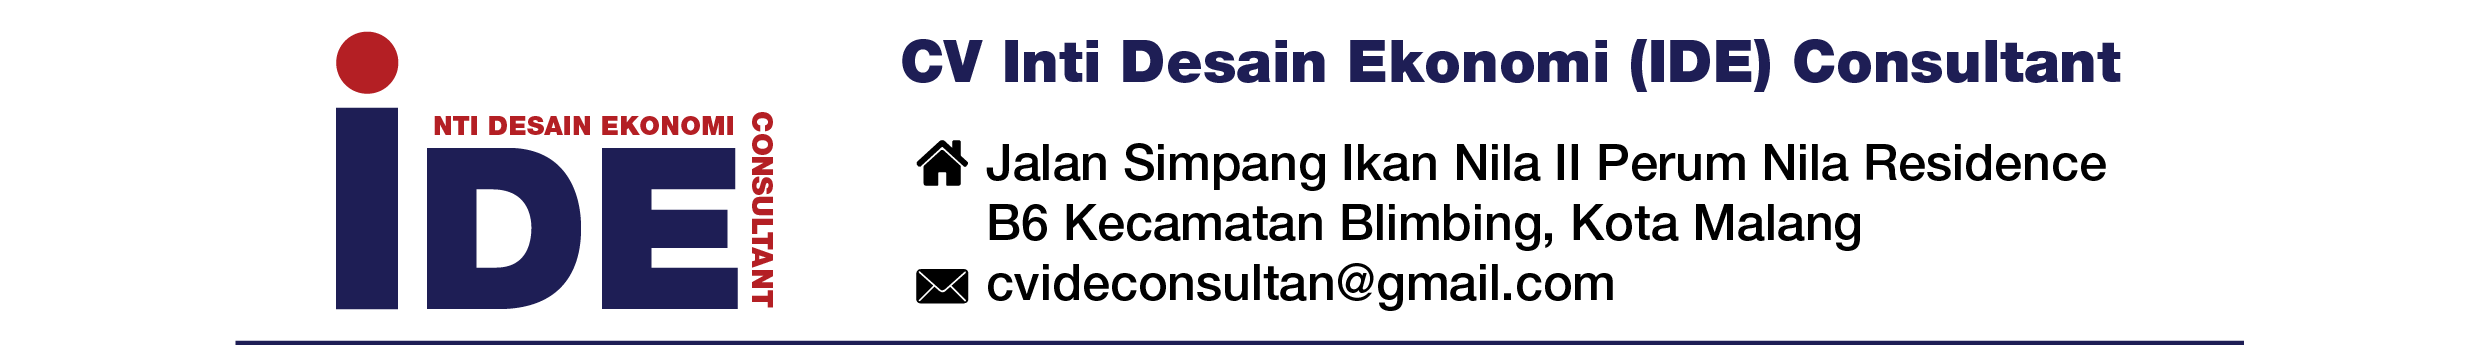 iDE
NTI DESAIN EKONOMI
CONSULTANT
CV Inti Desain Ekonomi (IDE) Consultant
Jalan Simpang Ikan Nila II Perum Nila Residence
B6 Kecamatan Blimbing, Kota Malang
cvideconsultan@gmail.com